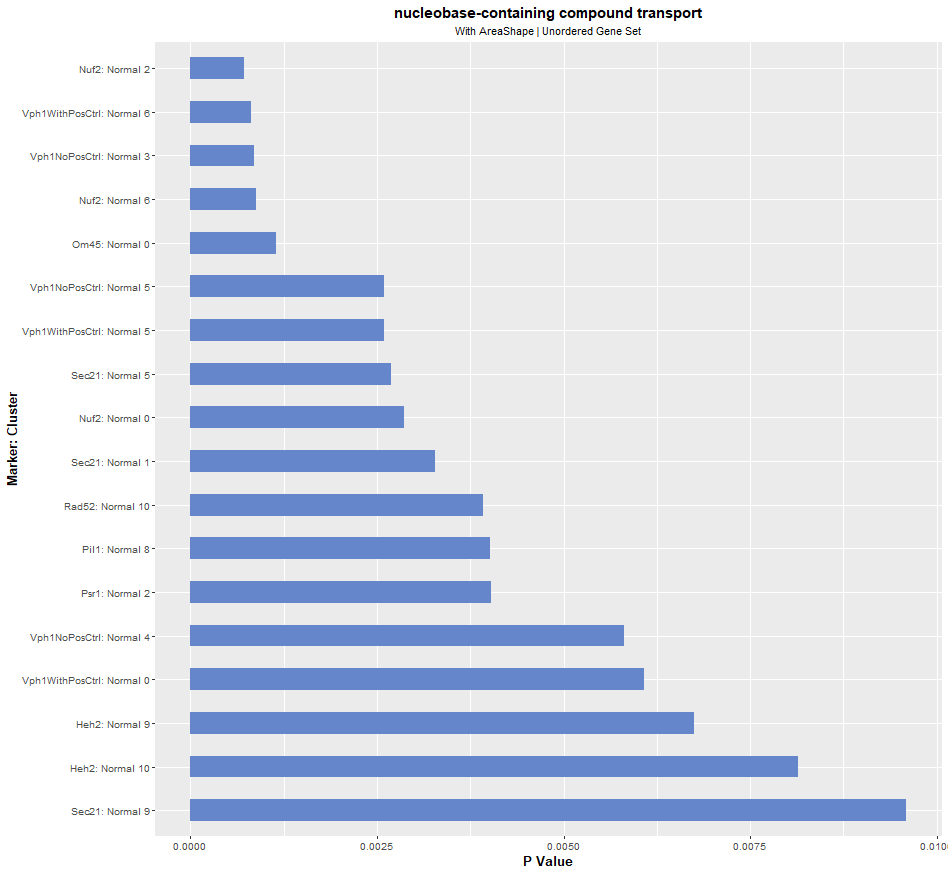 nucleobase-containing compound transport
With AreaShape | Unordered Gene Set
Nuf2: Normal 2
Vph1WithPosCtrl: Normal 6
Vph1NoPosCtrl: Normal 3
Nuf2: Normal 6
Om45: Normal 0
Vph1NoPosCtrl: Normal 5
Vph1WithPosCtrl: Normal 5
Sec21: Normal 5
Nuf2: Normal 0
Sec21: Normal 1
Rad52: Normal 10
Pil1: Normal 8
Psr1: Normal 2
Vph1NoPosCtrl: Normal 4
Vph1WithPosCtrl: Normal 0
Heh2: Normal 9
Heh2: Normal 10
Sec21: Normal 9
Marker: Cluster
0.0000 0.0025 0.0050 0.0075 0.010
P Value